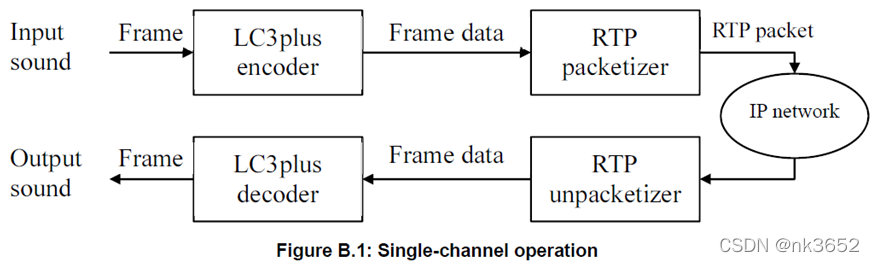 Input sound
Frame
LC3plus encoder
Frame data
RTP packetizer
RTP packet
IP network
Output sound
Frame
LC3plus decoder
Frame data
RTP unpacketizer
Figure B.1: Single-channel operation
CSDN @nk3652